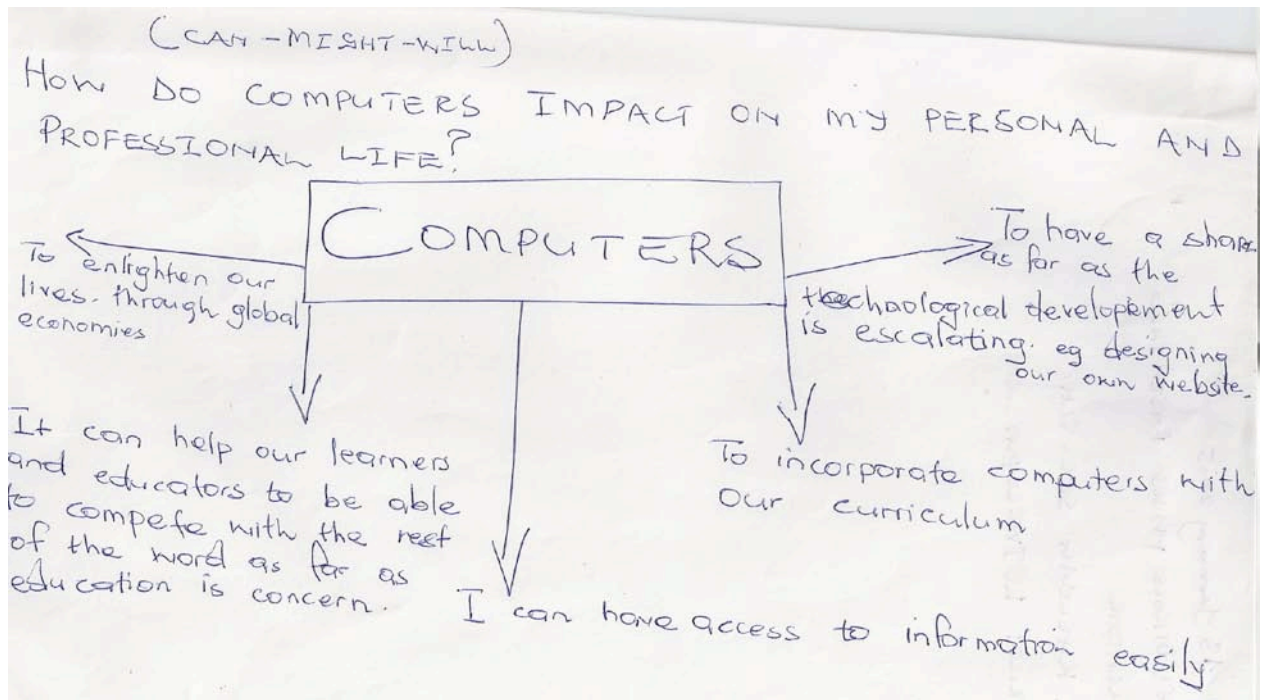 (CAN-MIGHT-WILL)
HOW DO COMPUTERS IMPACT ON MY PERSONAL AND
PROFESSIONAL LIFE?
COMPUTERS
To enlighten our
lives. through global
economies
To have a share
as far as the
techaological developement
is escalating. eg designing
our own website.
It can help our learners
and educators to be able
to compete with the rest
of the word as far as
education is concern.
To incorporate computers with
our curriculum
I can have access to information easily